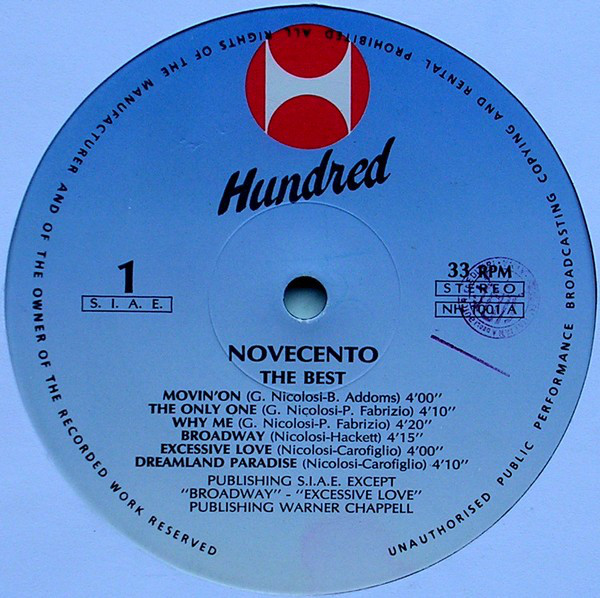 ALL RIGHTS OF THE MANUFACTURER AND OF THE OWNER OF THE RECORDED WORK RESERVED
UNAUTHORISED PUBLIC PERFORMANCE BROADCASTING COPYING AND RENTAL PROHIBITED
Hundred
1
S. I. A. E.
33 RPM
STEREO
NH 1001/A
NOVECENTO
THE BEST
MOVIN'ON (G. Nicolosi-B. Addoms) 4'00''
THE ONLY ONE (G. Nicolosi-P. Fabrizio) 4'10''
WHY ME (G. Nicolosi-P. Fabrizio) 4'20''
BROADWAY (Nicolosi-Hackett) 4'15''
EXCESSIVE LOVE (Nicolosi-Carofiglio) 4'00''
DREAMLAND PARADISE (Nicolosi-Carofiglio) 4'10''
PUBLISHING S.I.A.E. EXCEPT
''BROADWAY'' - ''EXCESSIVE LOVE''
PUBLISHING WARNER CHAPPELL